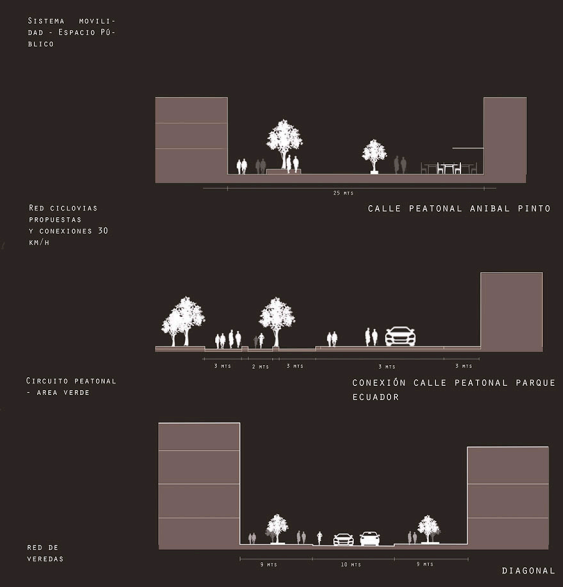 Sistema movili-
dad - Espacio Pú-
blico
25 mts
Calle peatonal Anibal Pinto
Red ciclovias
propuestas
y conexiones 30
km/h
3 mts 2 mts 3 mts 3 mts 3 mts
Circuito peatonal
- area verde
Conexión calle peatonal Parque
Ecuador
9 mts 10 mts 9 mts
Red de
veredas
Diagonal